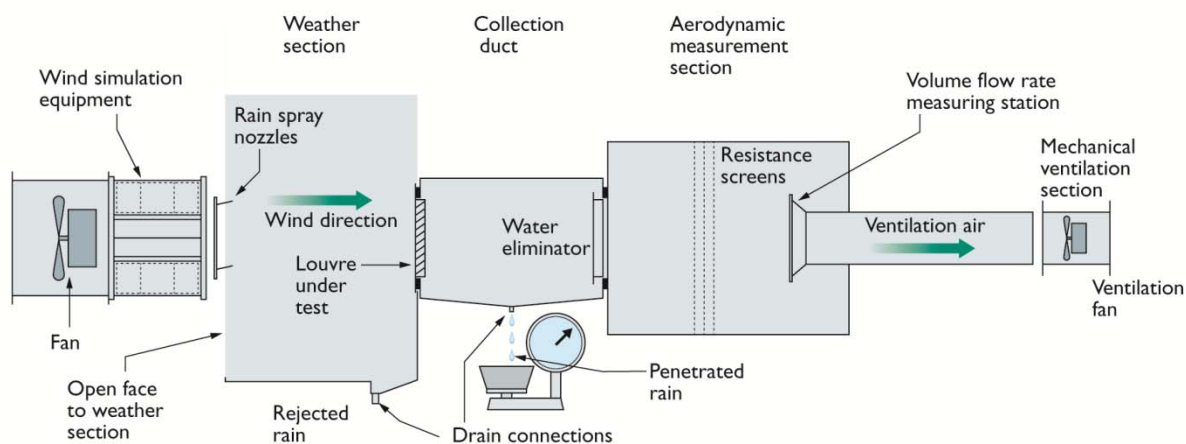 Weather
section
Collection
duct
Aerodynamic
measurement
section
Wind simulation
equipment
Rain spray
nozzles
Volume flow rate
measuring station
Mechanical
ventilation
section
Resistance
screens
Wind direction
Water
eliminator
Ventilation air
Louvre
under
test
Fan
Ventilation
fan
Open face
to weather
section
Rejected
rain
Drain connections
Penetrated
rain